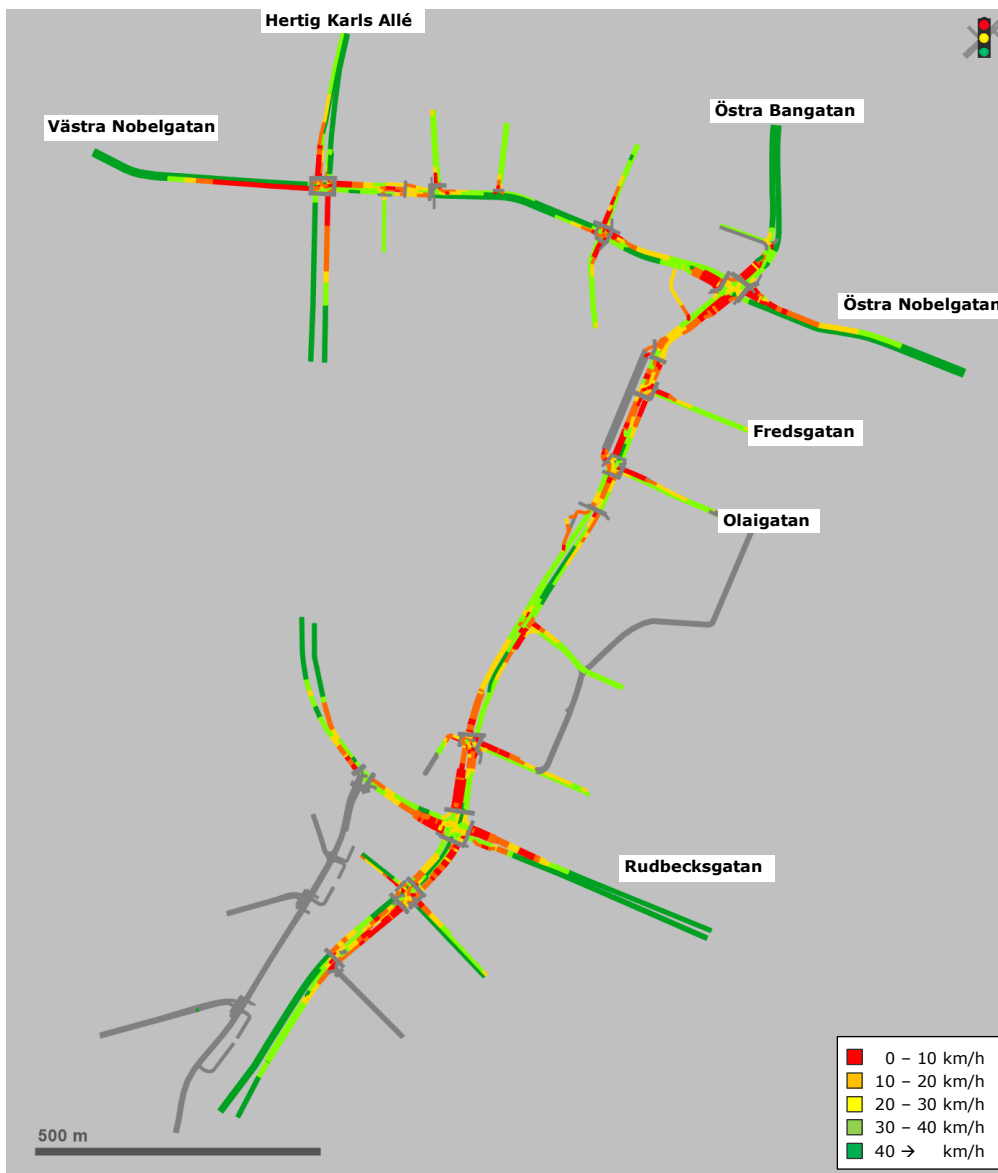 Hertig Karls Allé
Västra Nobelgatan
Östra Bangatan
Östra Nobelgatan
Fredsgatan
Olaigatan
Rudbecksgatan
0 – 10 km/h
10 – 20 km/h
20 – 30 km/h
30 – 40 km/h
40 → km/h
500 m